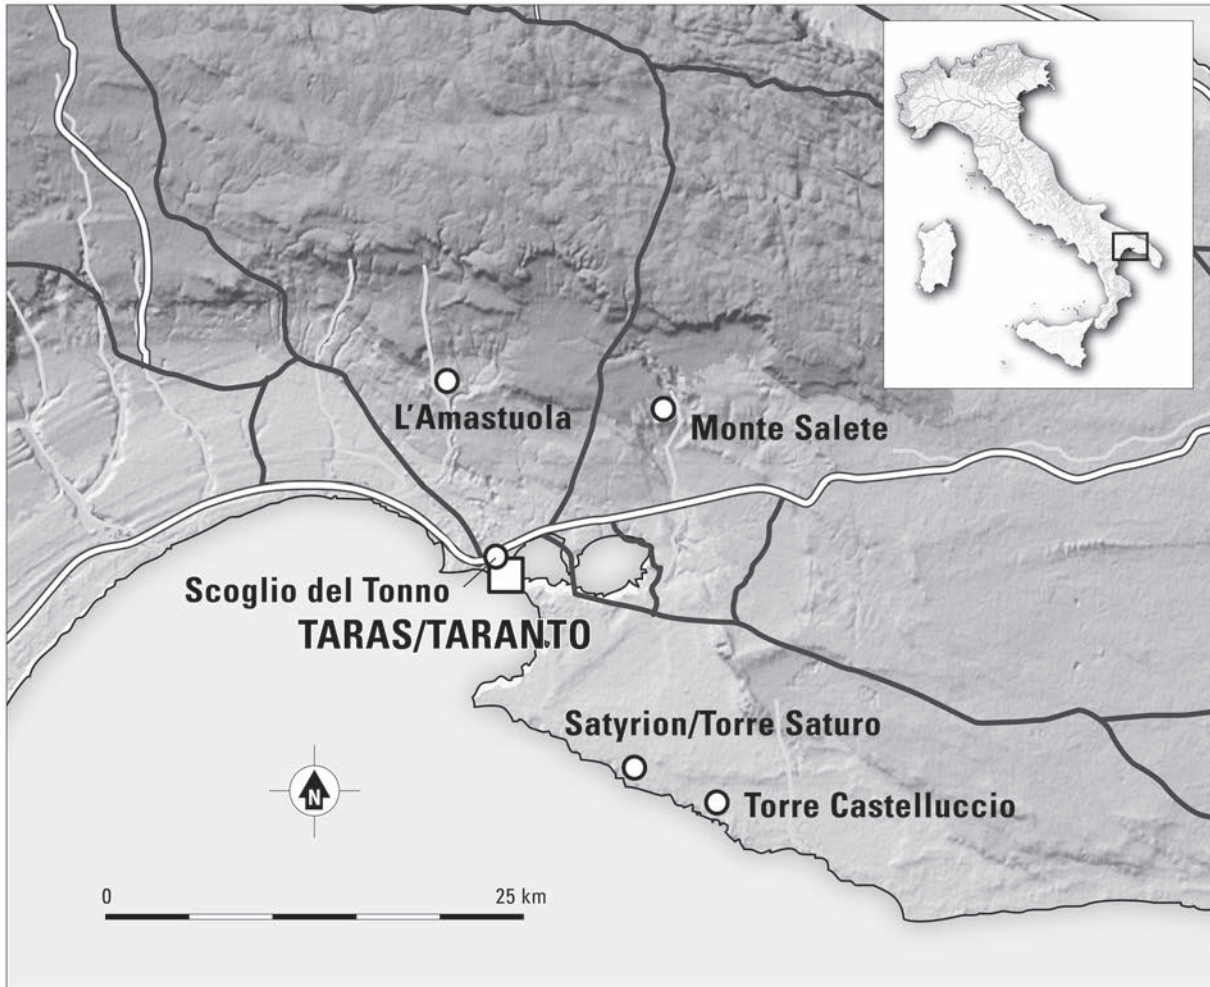 L’Amastuola
Monte Salete
Scoglio del Tonno
TARAS/TARANTO
Satyrion/Torre Saturo
Torre Castelluccio
N
0
25 km